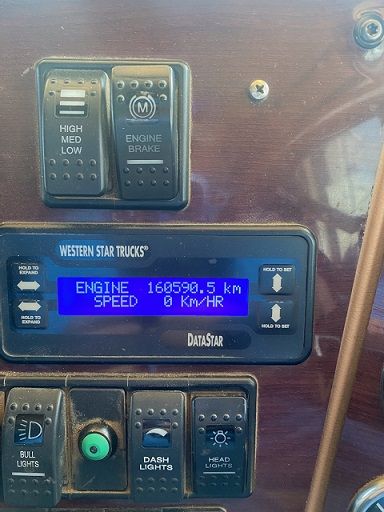 HIGH
MED
LOW
M
ENGINE
BRAKE
WESTERN STAR TRUCKS®
HOLD TO
EXPAND
HOLD TO
EXPAND
ENGINE 160590.5 km
SPEED 0 Km/HR
HOLD TO SET
HOLD TO SET
DATASTAR
BULL
LIGHTS
DASH
LIGHTS
HEAD
LIGHTS